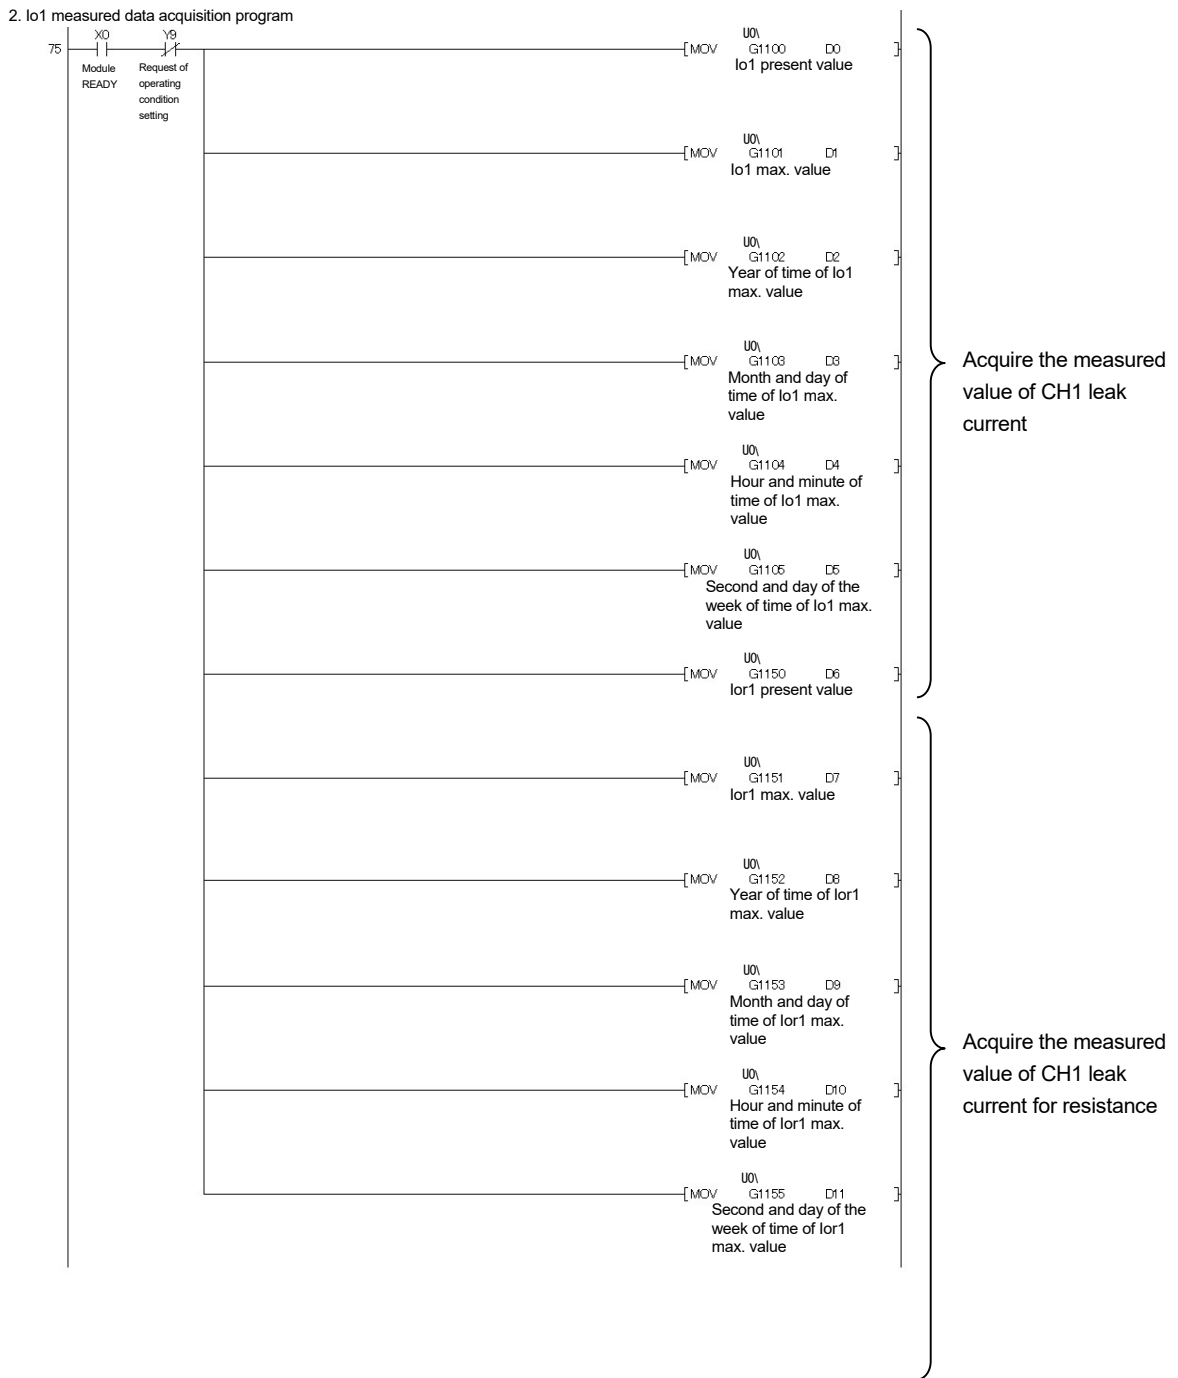 2. Io1 measured data acquisition program
X0 Y9
75
Module READY
Request of operating condition setting
U0\
[MOV G1100 D0 ]
Io1 present value
U0\
[MOV G1101 D1 ]
Io1 max. value
U0\
[MOV G1102 D2 ]
Year of time of Io1
max. value
U0\
[MOV G1103 D3 ]
Month and day of
time of Io1 max.
value
U0\
[MOV G1104 D4 ]
Hour and minute of
time of Io1 max.
value
U0\
[MOV G1105 D5 ]
Second and day of the
week of time of Io1 max.
value
U0\
[MOV G1150 D6 ]
Ior1 present value
Acquire the measured
value of CH1 leak
current
U0\
[MOV G1151 D7 ]
Ior1 max. value
U0\
[MOV G1152 D8 ]
Year of time of Ior1
max. value
U0\
[MOV G1153 D9 ]
Month and day of
time of Ior1 max.
value
U0\
[MOV G1154 D10 ]
Hour and minute of
time of Ior1 max.
value
U0\
[MOV G1155 D11 ]
Second and day of the
week of time of Ior1
max. value
Acquire the measured
value of CH1 leak
current for resistance